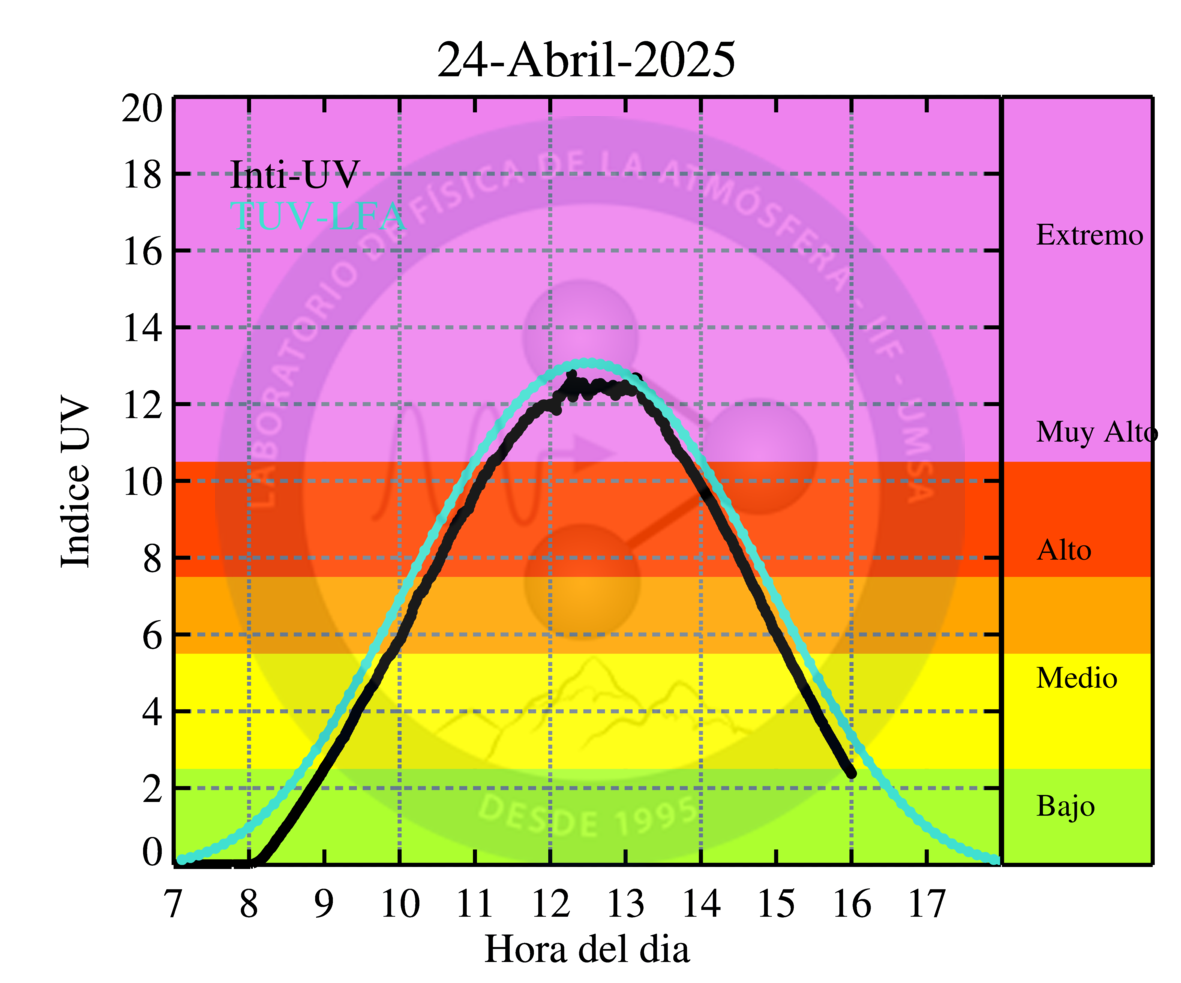 24-Abril-2025
20
18
16
14
12
10
8
6
4
2
0
Indice UV
Inti-UV
TUV-LFA
LABORATORIO DE FÍSICA DE LA ATMÓSFERA - IIF - UMSA
DESDE 1995
Extremo
Muy Alto
Alto
Medio
Bajo
7 8 9 10 11 12 13 14 15 16 17
Hora del dia